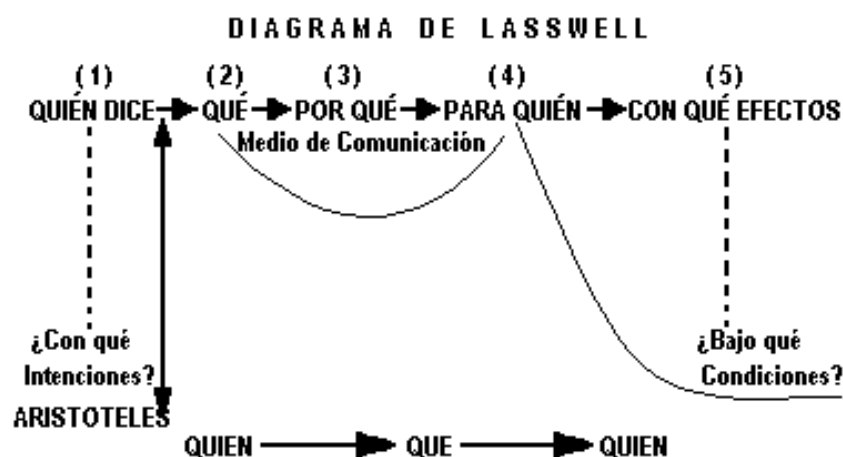 DIAGRAMA DE LASSWELL
(1) (2) (3) (4) (5)
QUIÉN DICE QUÉ POR QUÉ PARA QUIÉN CON QUÉ EFECTOS
Medio de Comunicación
¿Con qué
Intenciones?
¿Bajo qué
Condiciones?
ARISTOTELES
QUIEN QUE QUIEN